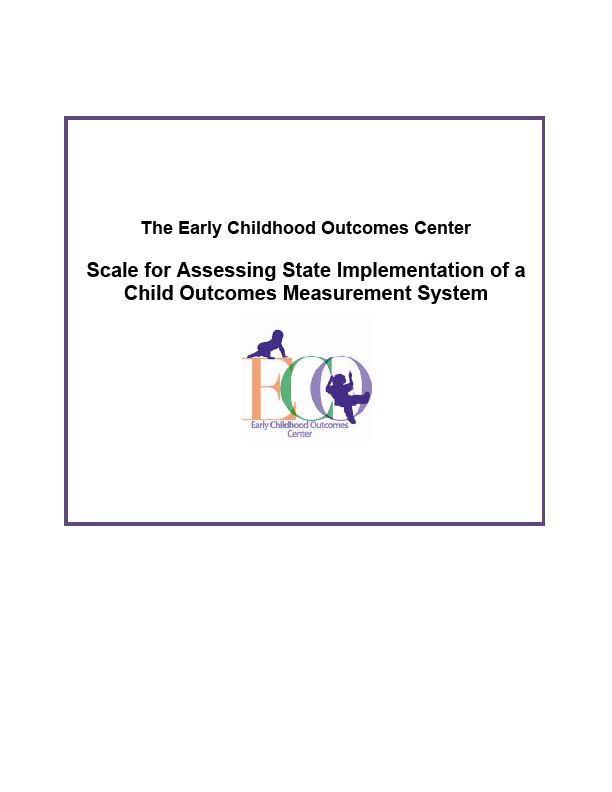 The Early Childhood Outcomes Center
Scale for Assessing State Implementation of a
Child Outcomes Measurement System
ECO
Early Childhood Outcomes
Center